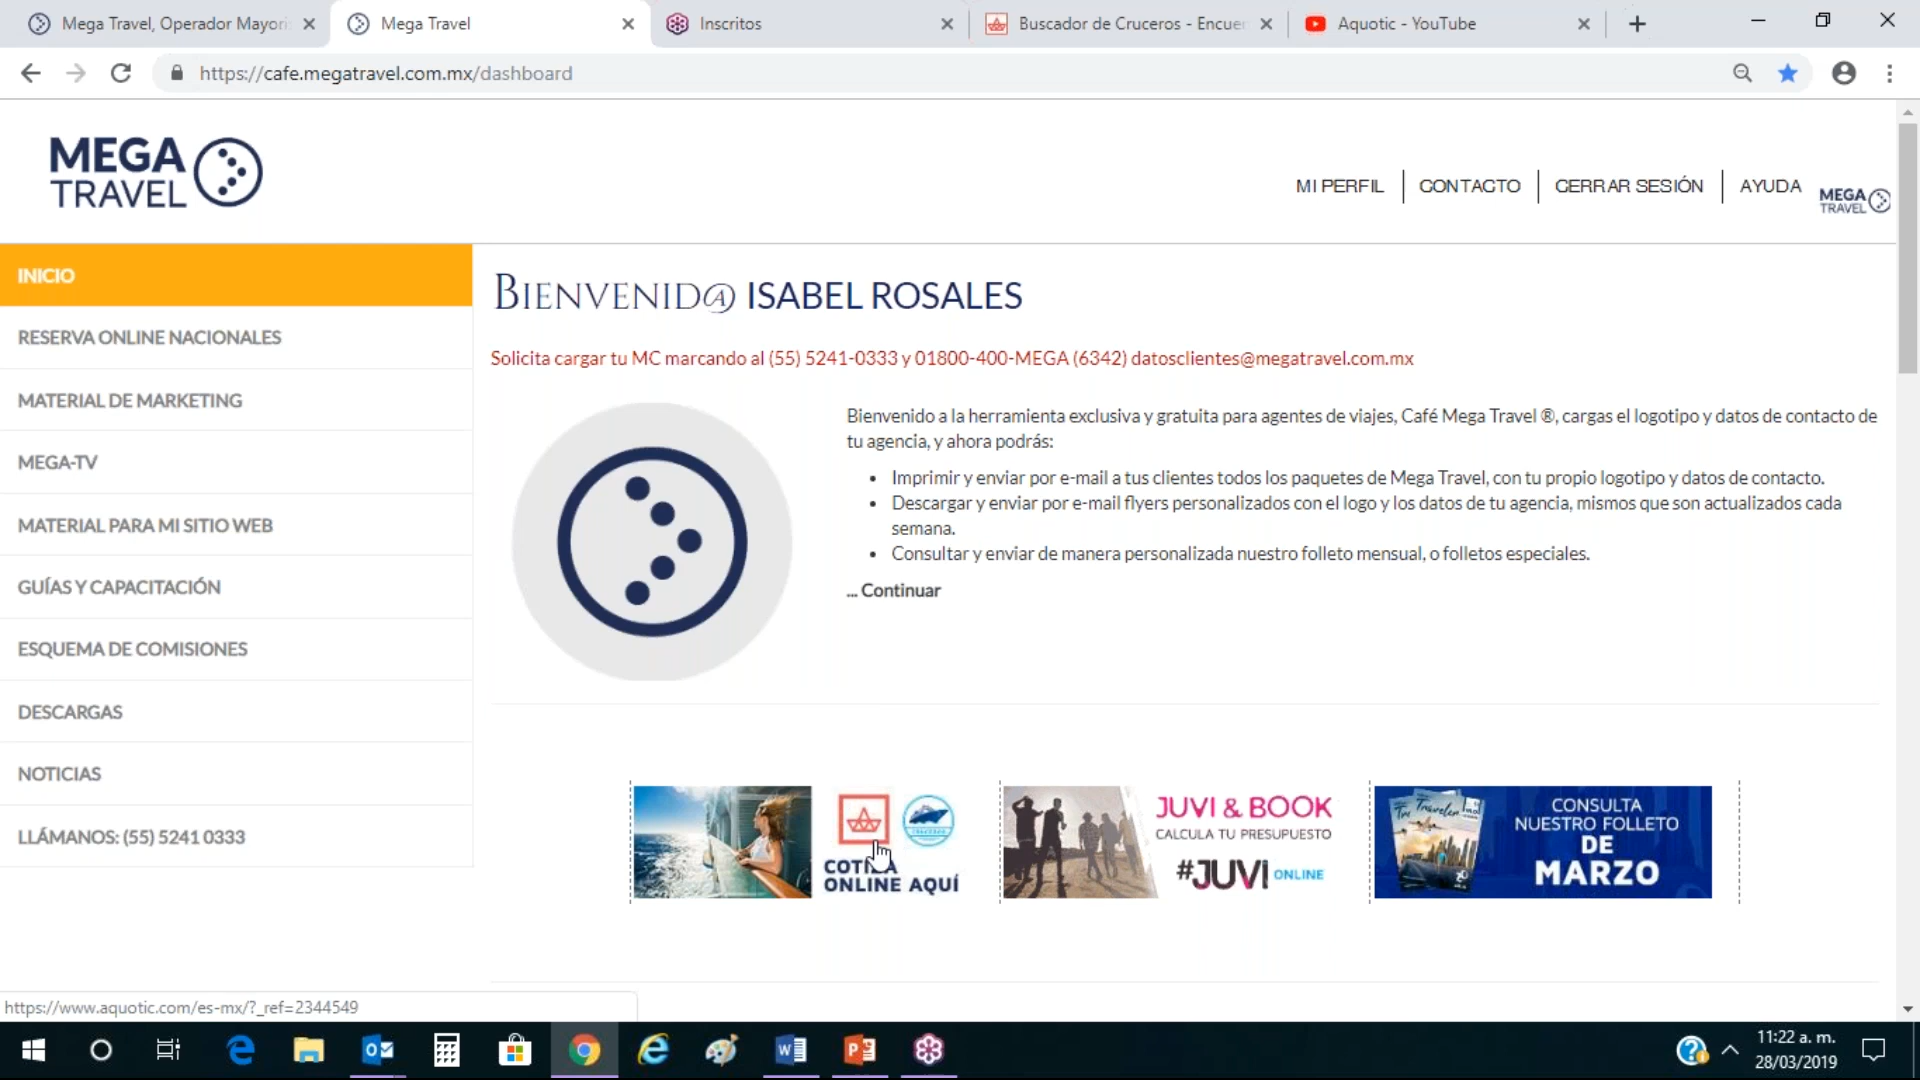 Mega Travel, Operador Mayori
Mega Travel
Inscritos
Buscador de Cruceros - Encue
Aquotic - YouTube
https://cafe.megatravel.com.mx/dashboard
MEGA
TRAVEL
MI PERFIL
CONTACTO
CERRAR SESIÓN
AYUDA
MEGA
TRAVEL
INICIO
RESERVA ONLINE NACIONALES
MATERIAL DE MARKETING
MEGA-TV
MATERIAL PARA MI SITIO WEB
GUÍAS Y CAPACITACIÓN
ESQUEMA DE COMISIONES
DESCARGAS
NOTICIAS
LLÁMANOS: (55) 5241 0333
BIENVENID@ ISABEL ROSALES
Solicita cargar tu MC marcando al (55) 5241-0333 y 01800-400-MEGA (6342) datosclientes@megatravel.com.mx
Bienvenido a la herramienta exclusiva y gratuita para agentes de viajes, Café Mega Travel ®, cargas el logotipo y datos de contacto de
tu agencia, y ahora podrás:
• Imprimir y enviar por e-mail a tus clientes todos los paquetes de Mega Travel, con tu propio logotipo y datos de contacto.
• Descargar y enviar por e-mail flyers personalizados con el logo y los datos de tu agencia, mismos que son actualizados cada
semana.
• Consultar y enviar de manera personalizada nuestro folleto mensual, o folletos especiales.
... Continuar
COTIZA
ONLINE AQUÍ
JUVI & BOOK
CALCULA TU PRESUPUESTO
#JUVI ONLINE
CONSULTA
NUESTRO FOLLETO
DE
MARZO
https://www.aquotic.com/es-mx/?_ref=2344549
11:22 a. m.
28/03/2019